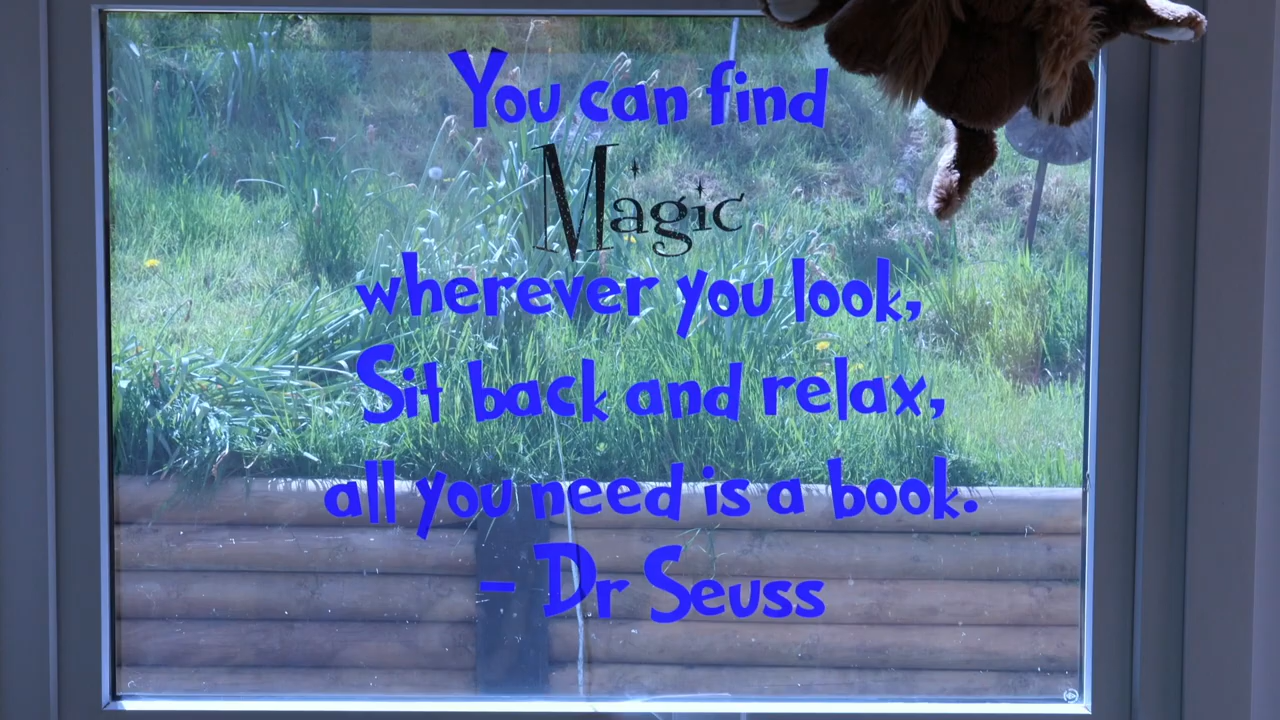 You can find
Magic
wherever you look,
Sit back and relax,
all you need is a book.
- Dr Seuss